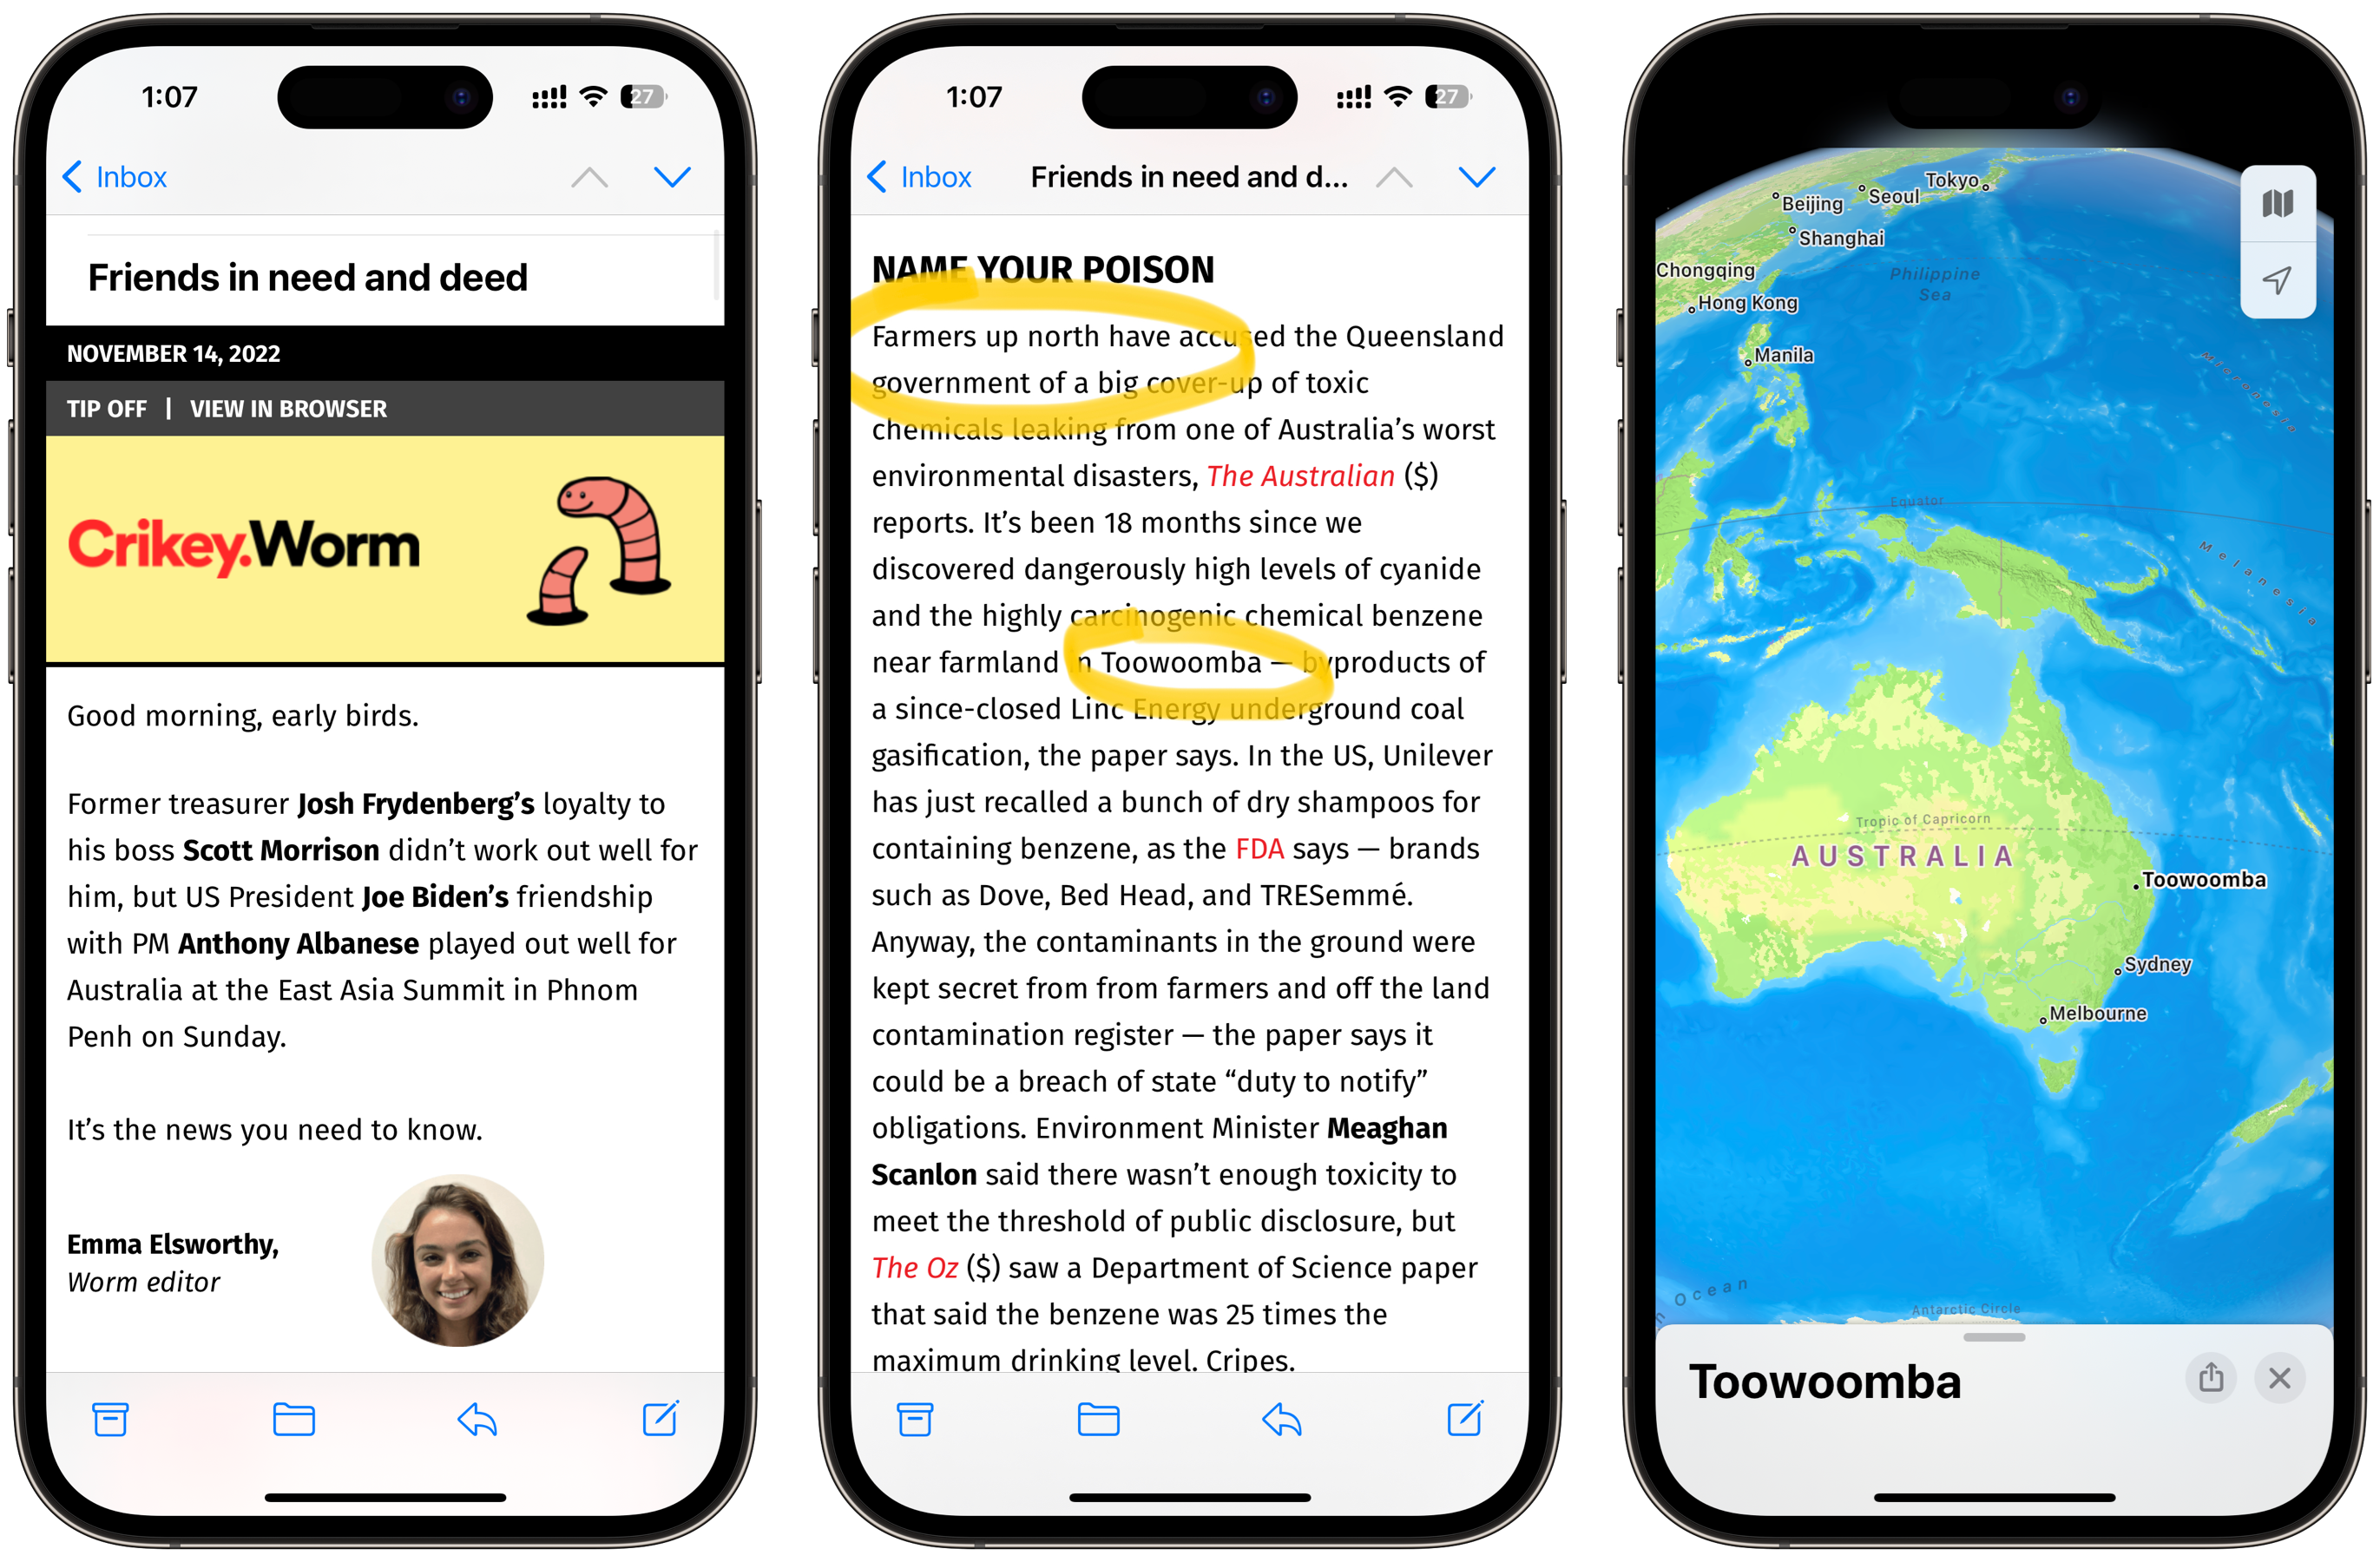 1:07
27
Inbox
Friends in need and deed
NOVEMBER 14, 2022
TIP OFF | VIEW IN BROWSER
Crikey.Worm
Good morning, early birds.
Former treasurer Josh Frydenberg’s loyalty to
his boss Scott Morrison didn’t work out well for
him, but US President Joe Biden’s friendship
with PM Anthony Albanese played out well for
Australia at the East Asia Summit in Phnom
Penh on Sunday.
It’s the news you need to know.
Emma Elsworthy,
Worm editor
1:07
27
Inbox
Friends in need and d...
NAME YOUR POISON
Farmers up north have accused the Queensland
government of a big cover-up of toxic
chemicals leaking from one of Australia’s worst
environmental disasters, The Australian ($)
reports. It’s been 18 months since we
discovered dangerously high levels of cyanide
and the highly carcinogenic chemical benzene
near farmland in Toowoomba — byproducts of
a since-closed Linc Energy underground coal
gasification, the paper says. In the US, Unilever
has just recalled a bunch of dry shampoos for
containing benzene, as the FDA says — brands
such as Dove, Bed Head, and TRESemmé.
Anyway, the contaminants in the ground were
kept secret from from farmers and off the land
contamination register — the paper says it
could be a breach of state “duty to notify”
obligations. Environment Minister Meaghan
Scanlon said there wasn’t enough toxicity to
meet the threshold of public disclosure, but
The Oz ($) saw a Department of Science paper
that said the benzene was 25 times the
maximum drinking level. Cripes.
Tokyo
Seoul
Beijing
Shanghai
Chongqing
Hong Kong
Philippine
Sea
Manila
Micronesia
Equator
Melanesia
Tropic of Capricorn
AUSTRALIA
Toowoomba
Sydney
Melbourne
Ocean
Antarctic Circle
Toowoomba